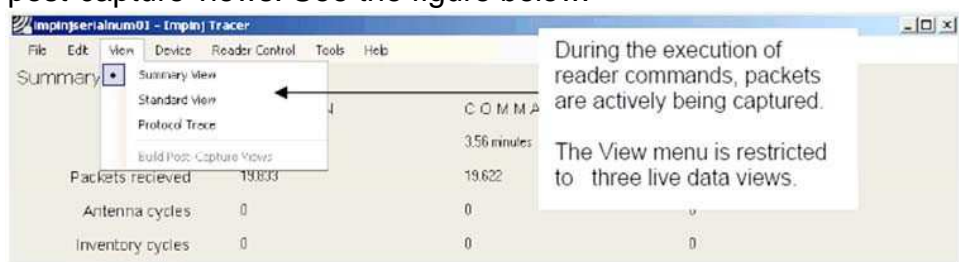 post-capture views. See the figure below.
impinjserialnum01 - Impinj Tracer
File Edit View Device Reader Control Tools Help
Summary
• Summary View
Standard View
Protocol Trace
Build Post-Capture Views
N
COMMA
3.56 minutes
Packets recieved 19.833 19.622
Antenna cycles 0 0 0
Inventory cycles 0 0 0
During the execution of
reader commands, packets
are actively being captured.
The View menu is restricted
to three live data views.